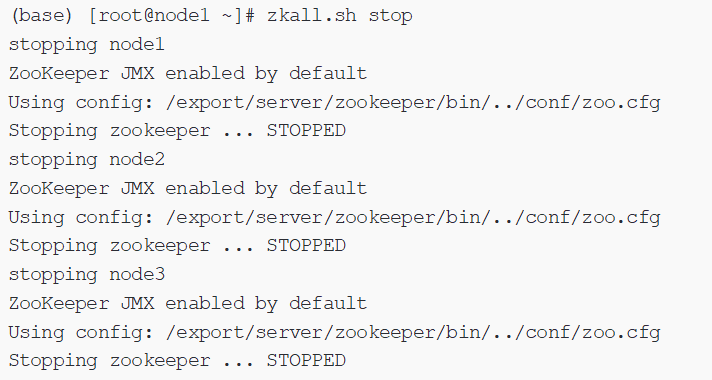 (base) [root@node1 ~]# zkall.sh stop
stopping node1
ZooKeeper JMX enabled by default
Using config: /export/server/zookeeper/bin/../conf/zoo.cfg
Stopping zookeeper ... STOPPED
stopping node2
ZooKeeper JMX enabled by default
Using config: /export/server/zookeeper/bin/../conf/zoo.cfg
Stopping zookeeper ... STOPPED
stopping node3
ZooKeeper JMX enabled by default
Using config: /export/server/zookeeper/bin/../conf/zoo.cfg
Stopping zookeeper ... STOPPED